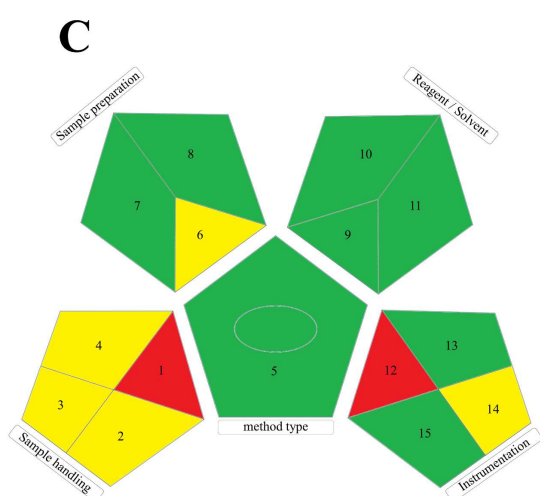 C
Sample preparation
Reagent / Solvent
8
10
7
11
6
9
4
13
1
12
5
3
14
2
15
method type
Sample handling
Instrumentation